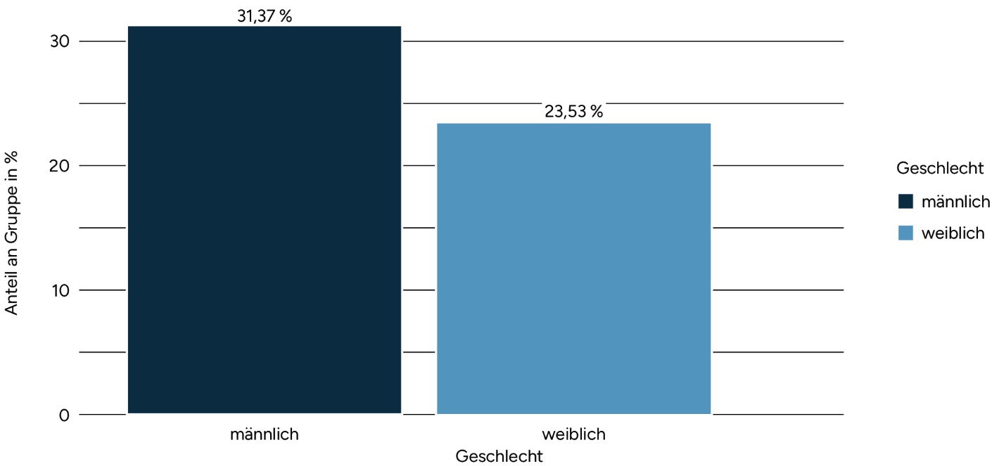 31,37 %
30
23,53 %
20
10
0
Anteil an Gruppe in %
männlich
weiblich
Geschlecht
Geschlecht
männlich
weiblich